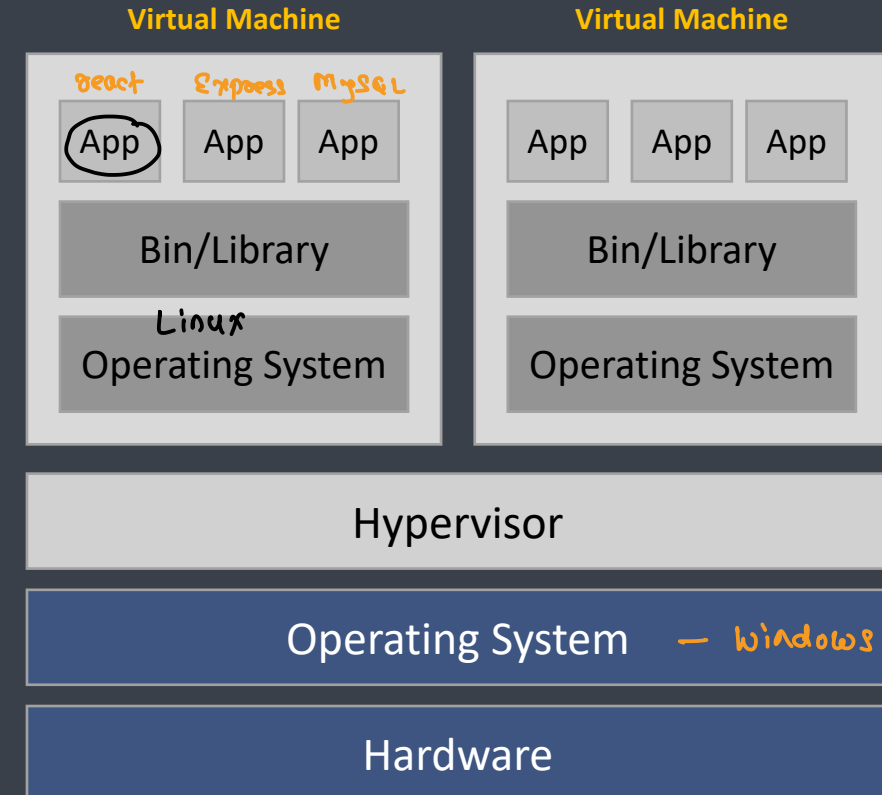 Virtual Machine
Virtual Machine
react Express MySQL
App App App
App App App
Bin/Library
Bin/Library
Linux
Operating System
Operating System
Hypervisor
Operating System — Windows
Hardware